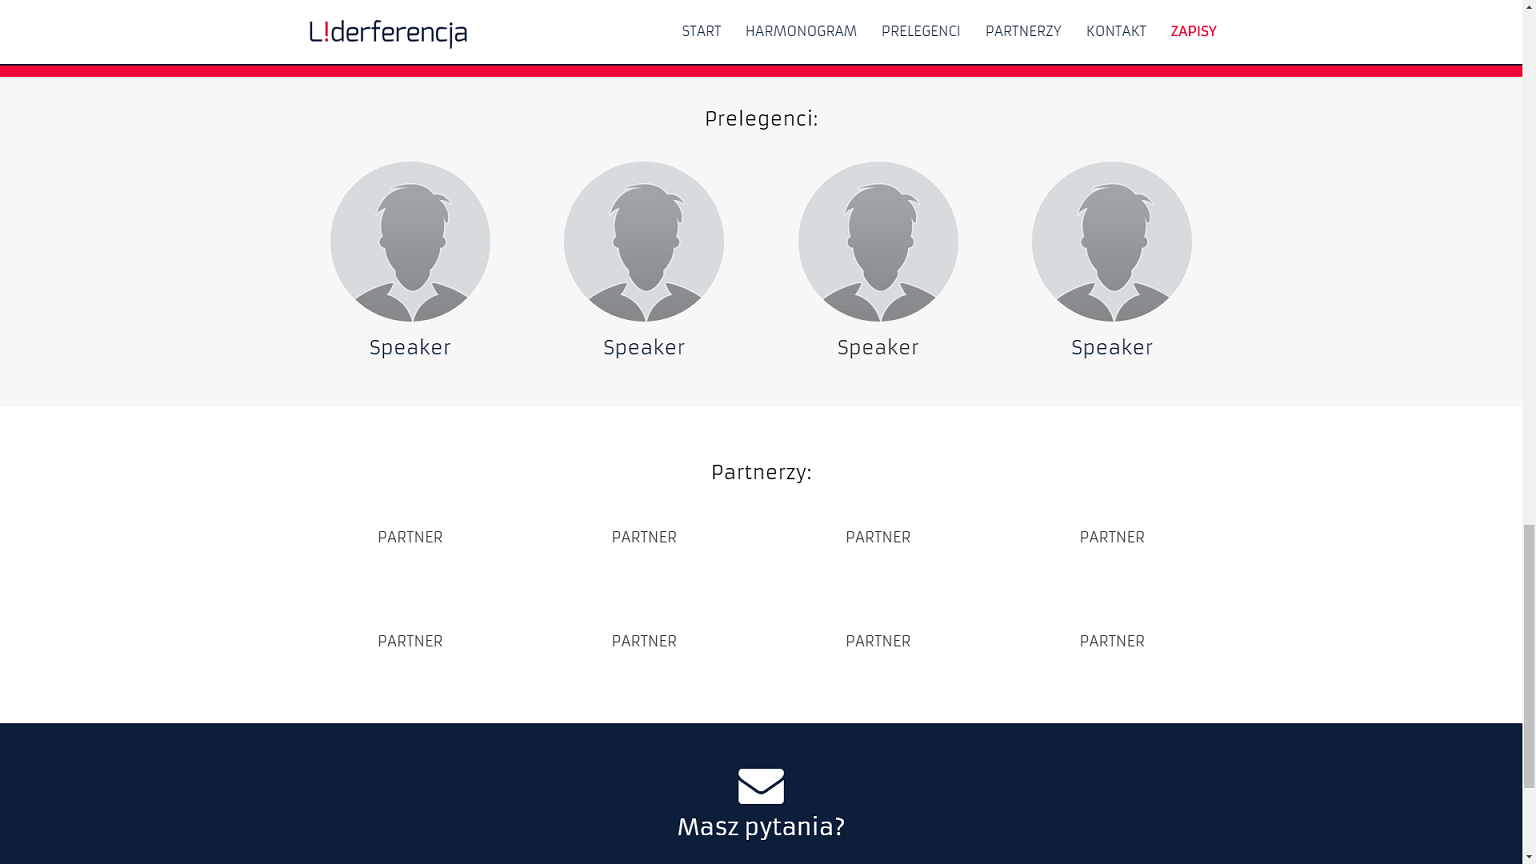 L!derferencja
START HARMONOGRAM PRELEGENCI PARTNERZY KONTAKT ZAPISY
Prelegenci:
Speaker Speaker Speaker Speaker
Partnerzy:
PARTNER PARTNER PARTNER PARTNER
PARTNER PARTNER PARTNER PARTNER
Masz pytania?